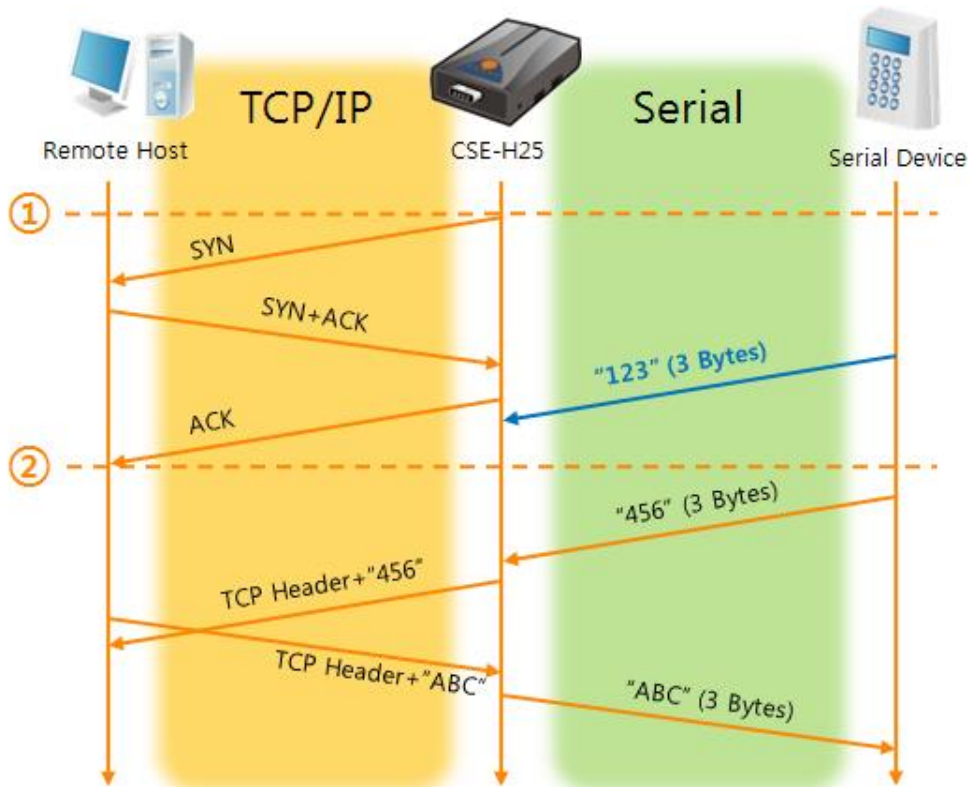 TCP/IP
Serial
Remote Host
CSE-H25
Serial Device
①
SYN
SYN+ACK
"123" (3 Bytes)
ACK
②
"456" (3 Bytes)
TCP Header+"456"
TCP Header+"ABC"
"ABC" (3 Bytes)